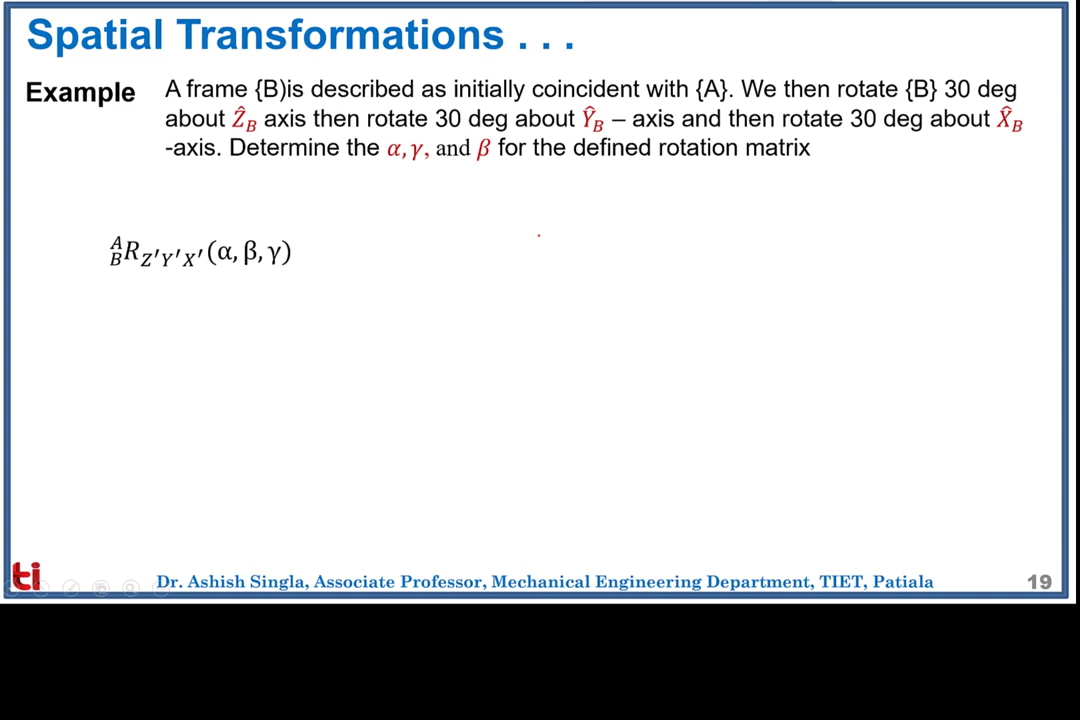 Spatial Transformations . . .
Example A frame {B)is described as initially coincident with {A}. We then rotate {B} 30 deg
about Ẑ_B axis then rotate 30 deg about Ŷ_B – axis and then rotate 30 deg about X̂_B
-axis. Determine the α, γ, and β for the defined rotation matrix
^A_B R_{Z′Y′X′}(α, β, γ)
ti Dr. Ashish Singla, Associate Professor, Mechanical Engineering Department, TIET, Patiala 19